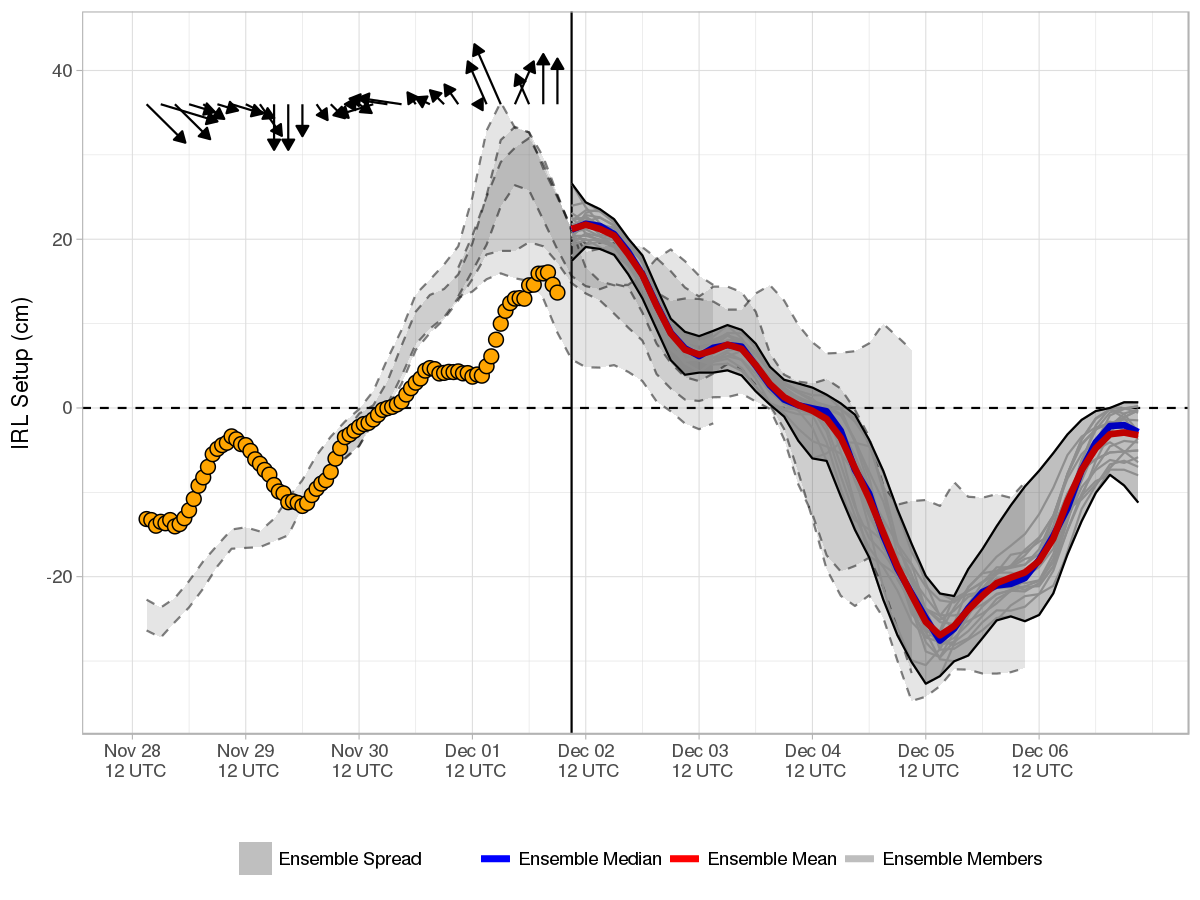 IRL Setup (cm)
40
20
0
-20
Nov 28 Nov 29 Nov 30 Dec 01 Dec 02 Dec 03 Dec 04 Dec 05 Dec 06
12 UTC 12 UTC 12 UTC 12 UTC 12 UTC 12 UTC 12 UTC 12 UTC 12 UTC
Ensemble Spread Ensemble Median Ensemble Mean Ensemble Members